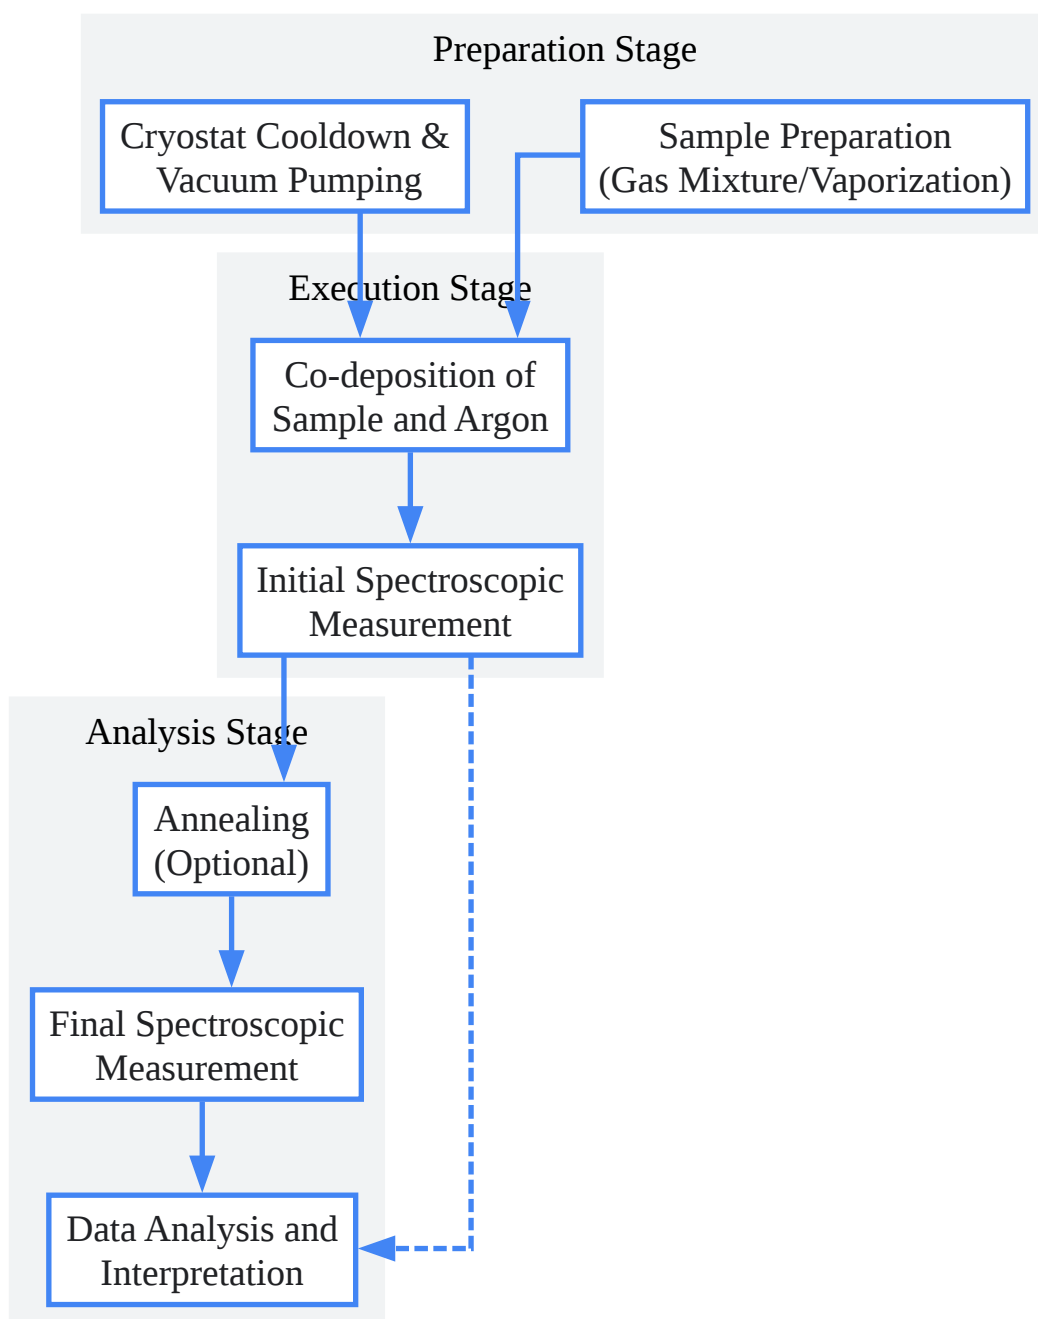 Preparation Stage
Cryostat Cooldown &
Vacuum Pumping
Sample Preparation
(Gas Mixture/Vaporization)
Execution Stage
Co-deposition of
Sample and Argon
Initial Spectroscopic
Measurement
Analysis Stage
Annealing
(Optional)
Final Spectroscopic
Measurement
Data Analysis and
Interpretation